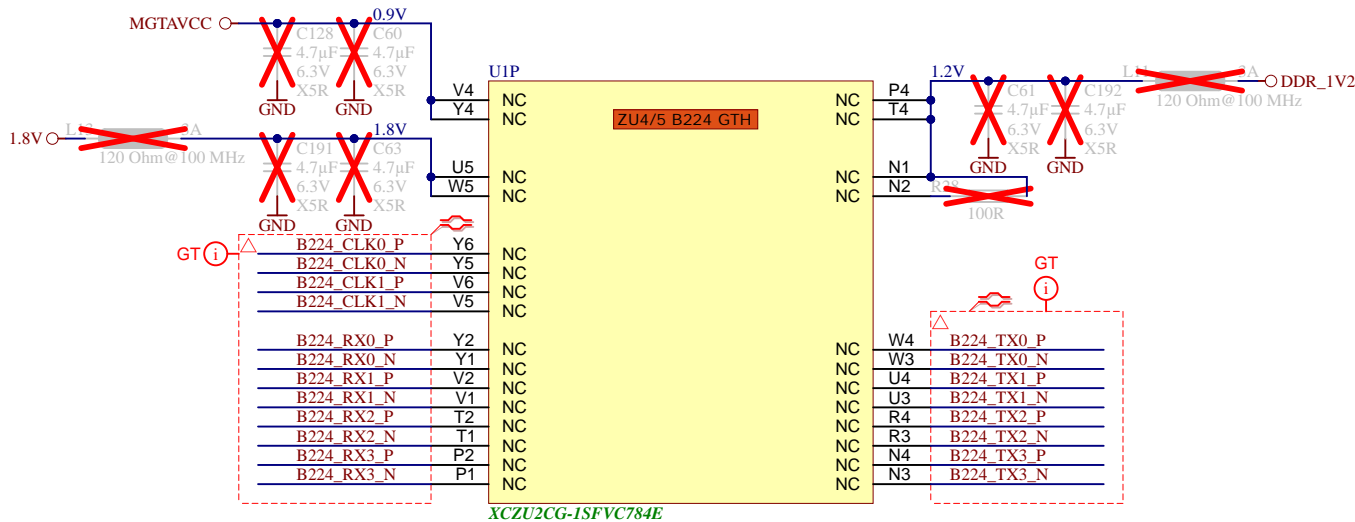 MGTAVCC
0.9V
C128
4.7µF
6.3V
X5R
GND
C60
4.7µF
6.3V
X5R
GND
1.8V
3A
120 Ohm@100 MHz
1.8V
C191
4.7µF
6.3V
X5R
GND
C63
4.7µF
6.3V
X5R
GND
U1P
ZU4/5 B224 GTH
V4 NC
Y4 NC
U5 NC
W5 NC
GT i
B224_CLK0_P Y6 NC
B224_CLK0_N Y5 NC
B224_CLK1_P V6 NC
B224_CLK1_N V5 NC
B224_RX0_P Y2 NC
B224_RX0_N Y1 NC
B224_RX1_P V2 NC
B224_RX1_N V1 NC
B224_RX2_P T2 NC
B224_RX2_N T1 NC
B224_RX3_P P2 NC
B224_RX3_N P1 NC
1.2V
C61
4.7µF
6.3V
X5R
GND
C192
4.7µF
6.3V
X5R
GND
3A
120 Ohm@100 MHz
DDR_1V2
NC P4
NC T4
NC N1
NC N2
R28
100R
GT
i
NC W4 B224_TX0_P
NC W3 B224_TX0_N
NC U4 B224_TX1_P
NC U3 B224_TX1_N
NC R4 B224_TX2_P
NC R3 B224_TX2_N
NC N4 B224_TX3_P
NC N3 B224_TX3_N
XCZU2CG-1SFVC784E